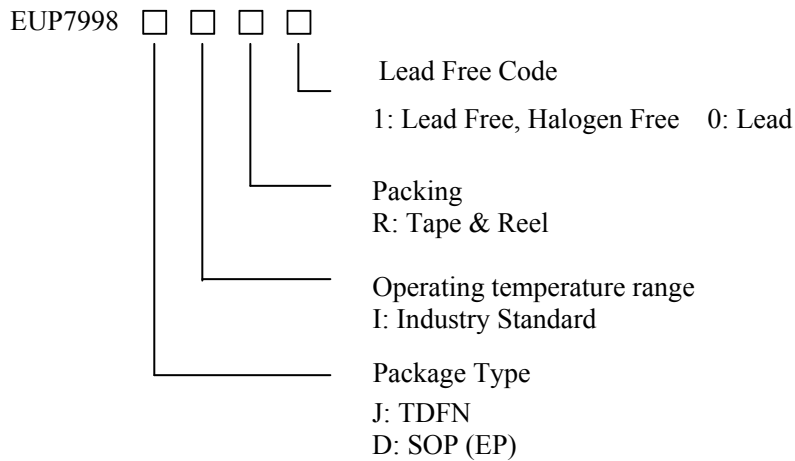 EUP7998 □ □ □ □
Lead Free Code
1: Lead Free, Halogen Free 0: Lead
Packing
R: Tape & Reel
Operating temperature range
I: Industry Standard
Package Type
J: TDFN
D: SOP (EP)